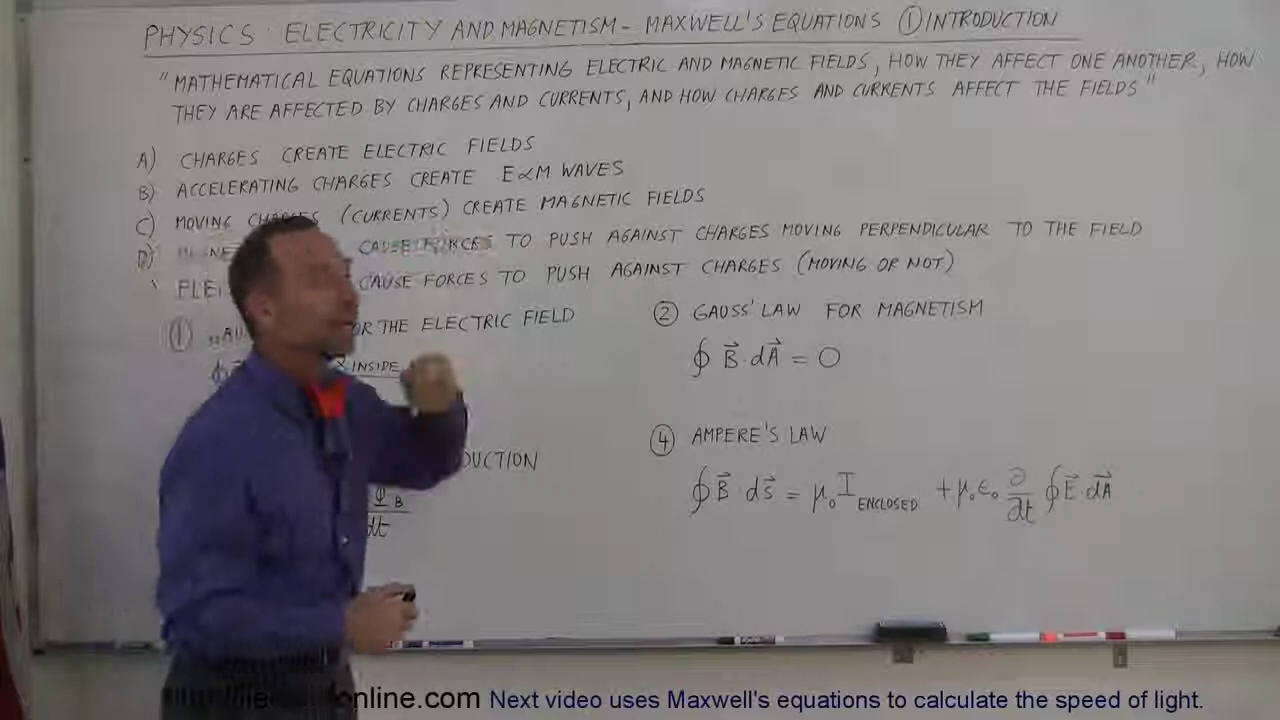 PHYSICS ELECTRICITY AND MAGNETISM - MAXWELL'S EQUATIONS ① INTRODUCTION
"MATHEMATICAL EQUATIONS REPRESENTING ELECTRIC AND MAGNETIC FIELDS, HOW THEY AFFECT ONE ANOTHER, HOW
THEY ARE AFFECTED BY CHARGES AND CURRENTS, AND HOW CHARGES AND CURRENTS AFFECT THE FIELDS"
A) CHARGES CREATE ELECTRIC FIELDS
B) ACCELERATING CHARGES CREATE E∝M WAVES
C) MOVING CHARGES (CURRENTS) CREATE MAGNETIC FIELDS
D) CAUSE FORCES TO PUSH AGAINST CHARGES MOVING PERPENDICULAR TO THE FIELD
CAUSE FORCES TO PUSH AGAINST CHARGES (MOVING OR NOT)
① THE ELECTRIC FIELD
INSIDE
② GAUSS' LAW FOR MAGNETISM
∮ B⃗ · dA⃗ = O
④ AMPERE'S LAW
∮ B⃗ · ds⃗ = μ₀ I ENCLOSED + μ₀ε₀ ∂/∂t ∮ E⃗ · dA⃗
B
dt
online.com Next video uses Maxwell's equations to calculate the speed of light.